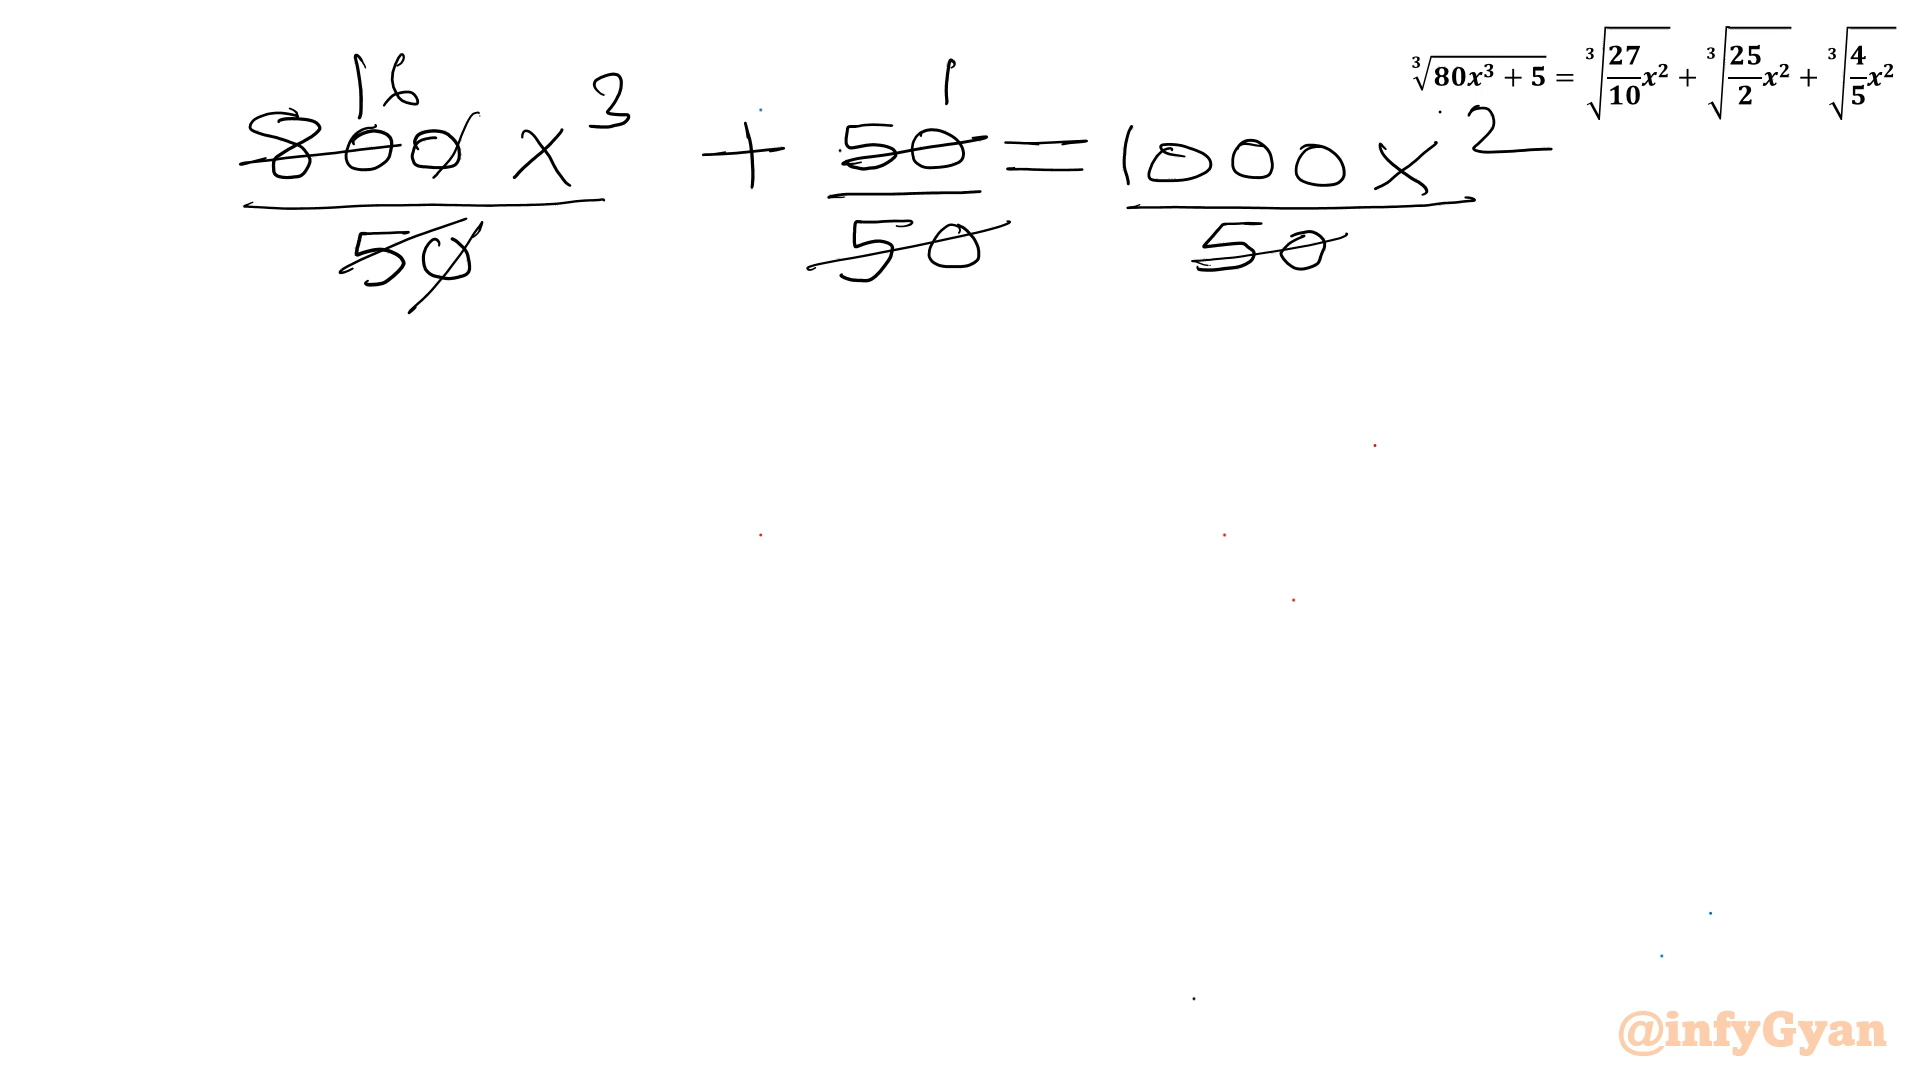 ∛(80x³ + 5) = ∛(27/10 x²) + ∛(25/2 x²) + ∛(4/5 x²)
16 1
800 x³ / 50 + 50 / 50 = 1000 x² / 50
@infyGyan